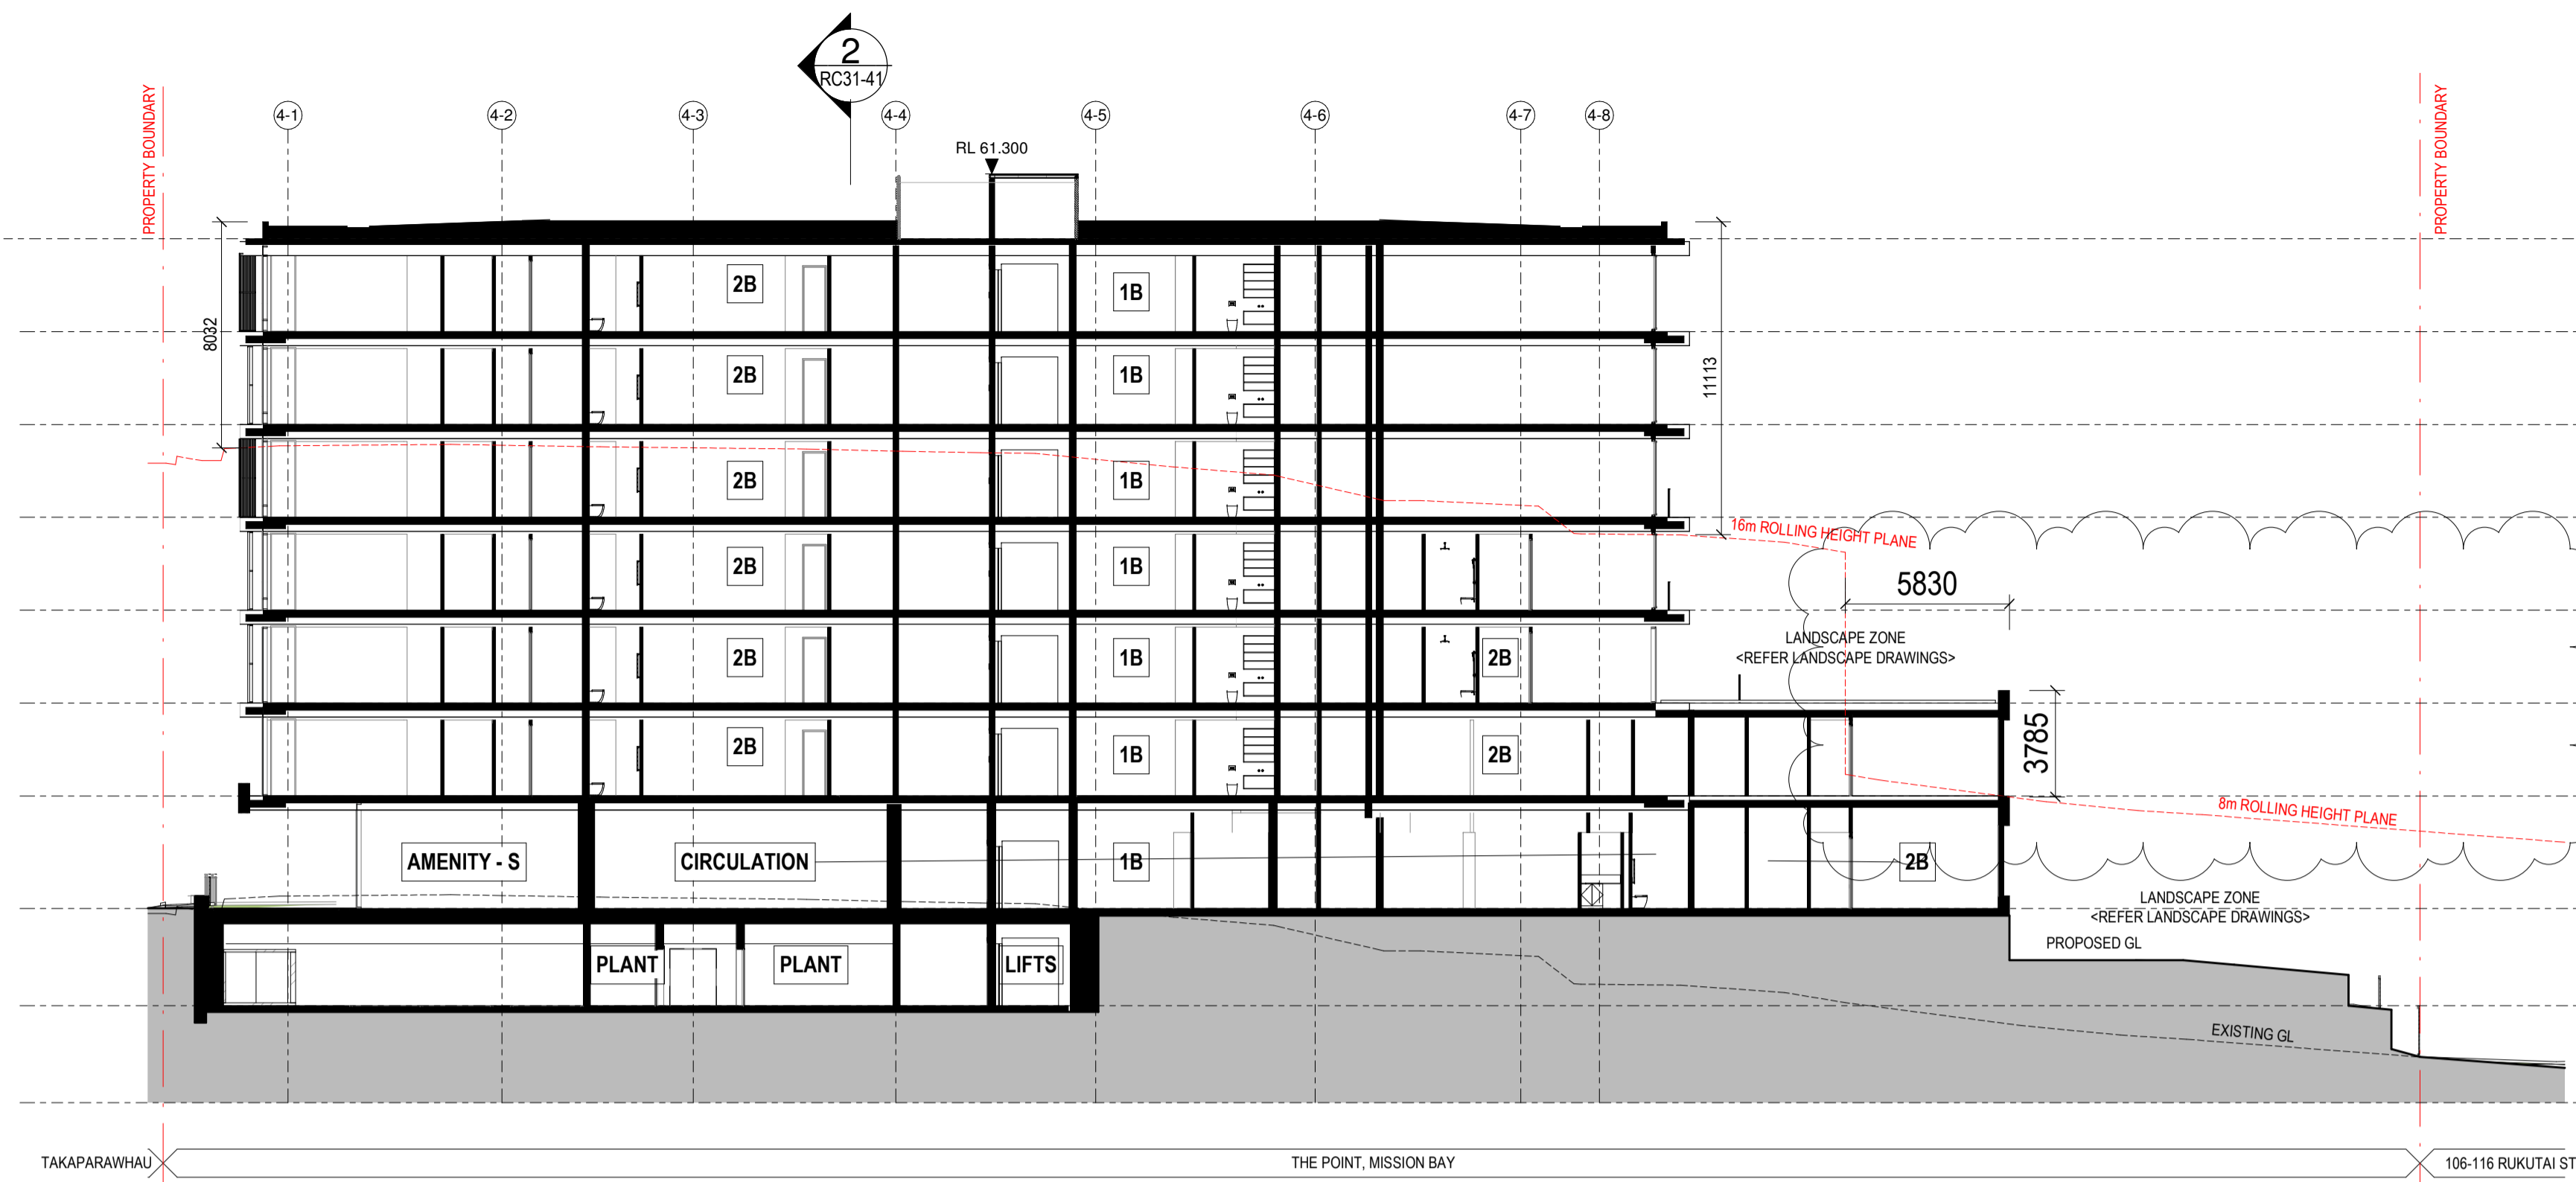 2
RC31-41
PROPERTY BOUNDARY
PROPERTY BOUNDARY
4-1
4-2
4-3
4-4
4-5
4-6
4-7
4-8
RL 61.300
8032
11113
2B
1B
2B
1B
2B
1B
16m ROLLING HEIGHT PLANE
2B
1B
5830
LANDSCAPE ZONE
<REFER LANDSCAPE DRAWINGS>
2B
1B
2B
2B
1B
2B
3785
8m ROLLING HEIGHT PLANE
AMENITY - S
CIRCULATION
1B
2B
LANDSCAPE ZONE
<REFER LANDSCAPE DRAWINGS>
PROPOSED GL
PLANT
PLANT
LIFTS
EXISTING GL
TAKAPARAWHAU
THE POINT, MISSION BAY
106-116 RUKUTAI ST